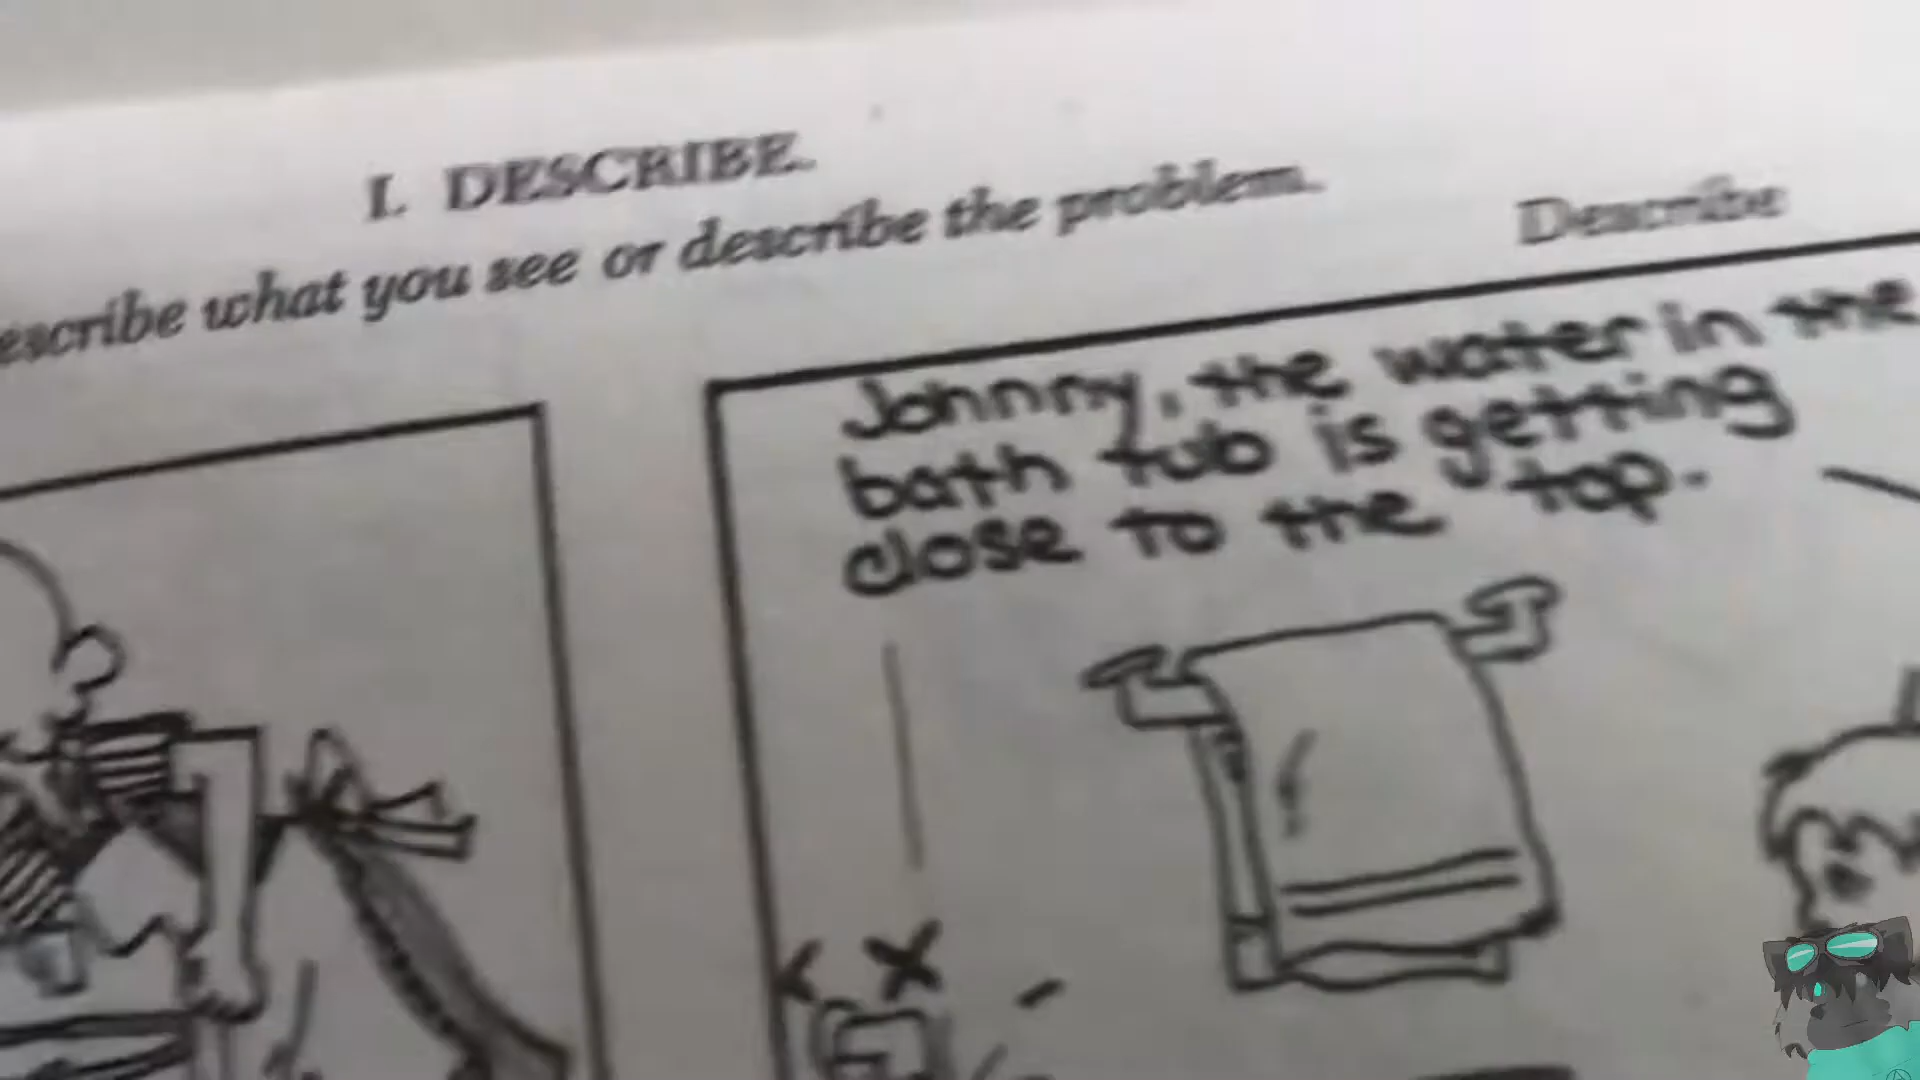 I. DESCRIBE.
escribe what you see or describe the problem.
Describe
Johnny, the water in the
bath tub is getting
close to the top.